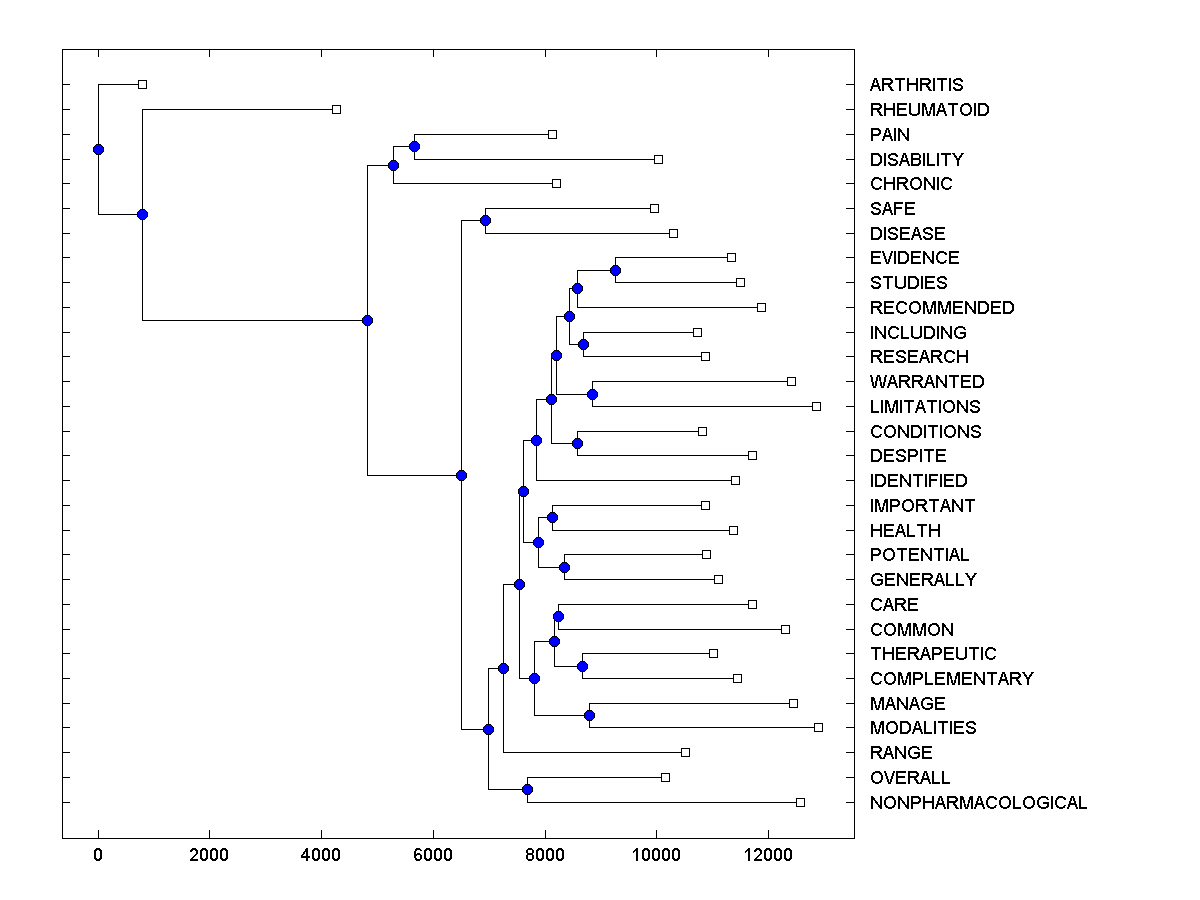 ARTHRITIS
RHEUMATOID
PAIN
DISABILITY
CHRONIC
SAFE
DISEASE
EVIDENCE
STUDIES
RECOMMENDED
INCLUDING
RESEARCH
WARRANTED
LIMITATIONS
CONDITIONS
DESPITE
IDENTIFIED
IMPORTANT
HEALTH
POTENTIAL
GENERALLY
CARE
COMMON
THERAPEUTIC
COMPLEMENTARY
MANAGE
MODALITIES
RANGE
OVERALL
NONPHARMACOLOGICAL
0 2000 4000 6000 8000 10000 12000